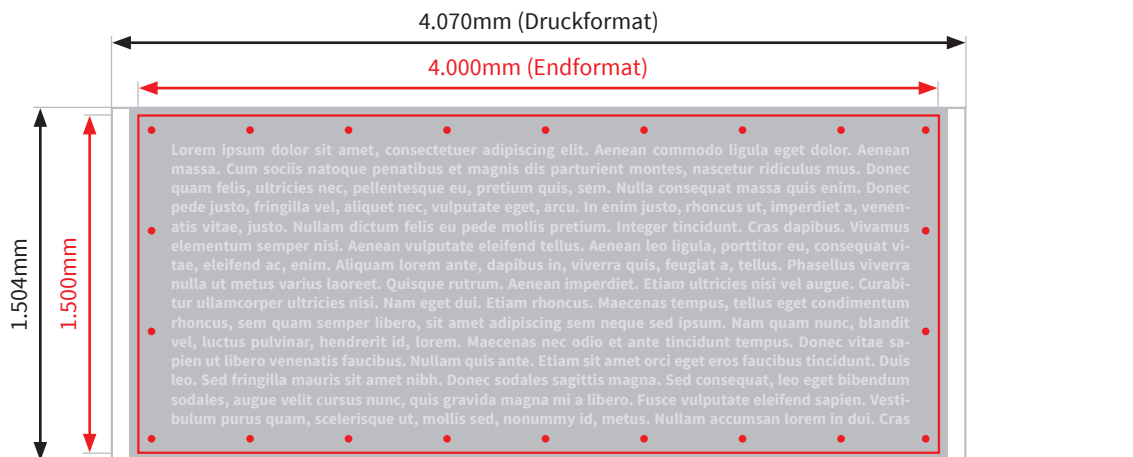 4.070mm (Druckformat)
4.000mm (Endformat)
1.504mm
1.500mm
Lorem ipsum dolor sit amet, consectetuer adipiscing elit. Aenean commodo ligula eget dolor. Aenean
massa. Cum sociis natoque penatibus et magnis dis parturient montes, nascetur ridiculus mus. Donec
quam felis, ultricies nec, pellentesque eu, pretium quis, sem. Nulla consequat massa quis enim. Donec
pede justo, fringilla vel, aliquet nec, vulputate eget, arcu. In enim justo, rhoncus ut, imperdiet a, venen-
atis vitae, justo. Nullam dictum felis eu pede mollis pretium. Integer tincidunt. Cras dapibus. Vivamus
elementum semper nisi. Aenean vulputate eleifend tellus. Aenean leo ligula, porttitor eu, consequat vi-
tae, eleifend ac, enim. Aliquam lorem ante, dapibus in, viverra quis, feugiat a, tellus. Phasellus viverra
nulla ut metus varius laoreet. Quisque rutrum. Aenean imperdiet. Etiam ultricies nisi vel augue. Curabi-
tur ullamcorper ultricies nisi. Nam eget dui. Etiam rhoncus. Maecenas tempus, tellus eget condimentum
rhoncus, sem quam semper libero, sit amet adipiscing sem neque sed ipsum. Nam quam nunc, blandit
vel, luctus pulvinar, hendrerit id, lorem. Maecenas nec odio et ante tincidunt tempus. Donec vitae sa-
pien ut libero venenatis faucibus. Nullam quis ante. Etiam sit amet orci eget eros faucibus tincidunt. Duis
leo. Sed fringilla mauris sit amet nibh. Donec sodales sagittis magna. Sed consequat, leo eget bibendum
sodales, augue velit cursus nunc, quis gravida magna mi a libero. Fusce vulputate eleifend sapien. Vesti-
bulum purus quam, scelerisque ut, mollis sed, nonummy id, metus. Nullam accumsan lorem in dui. Cras